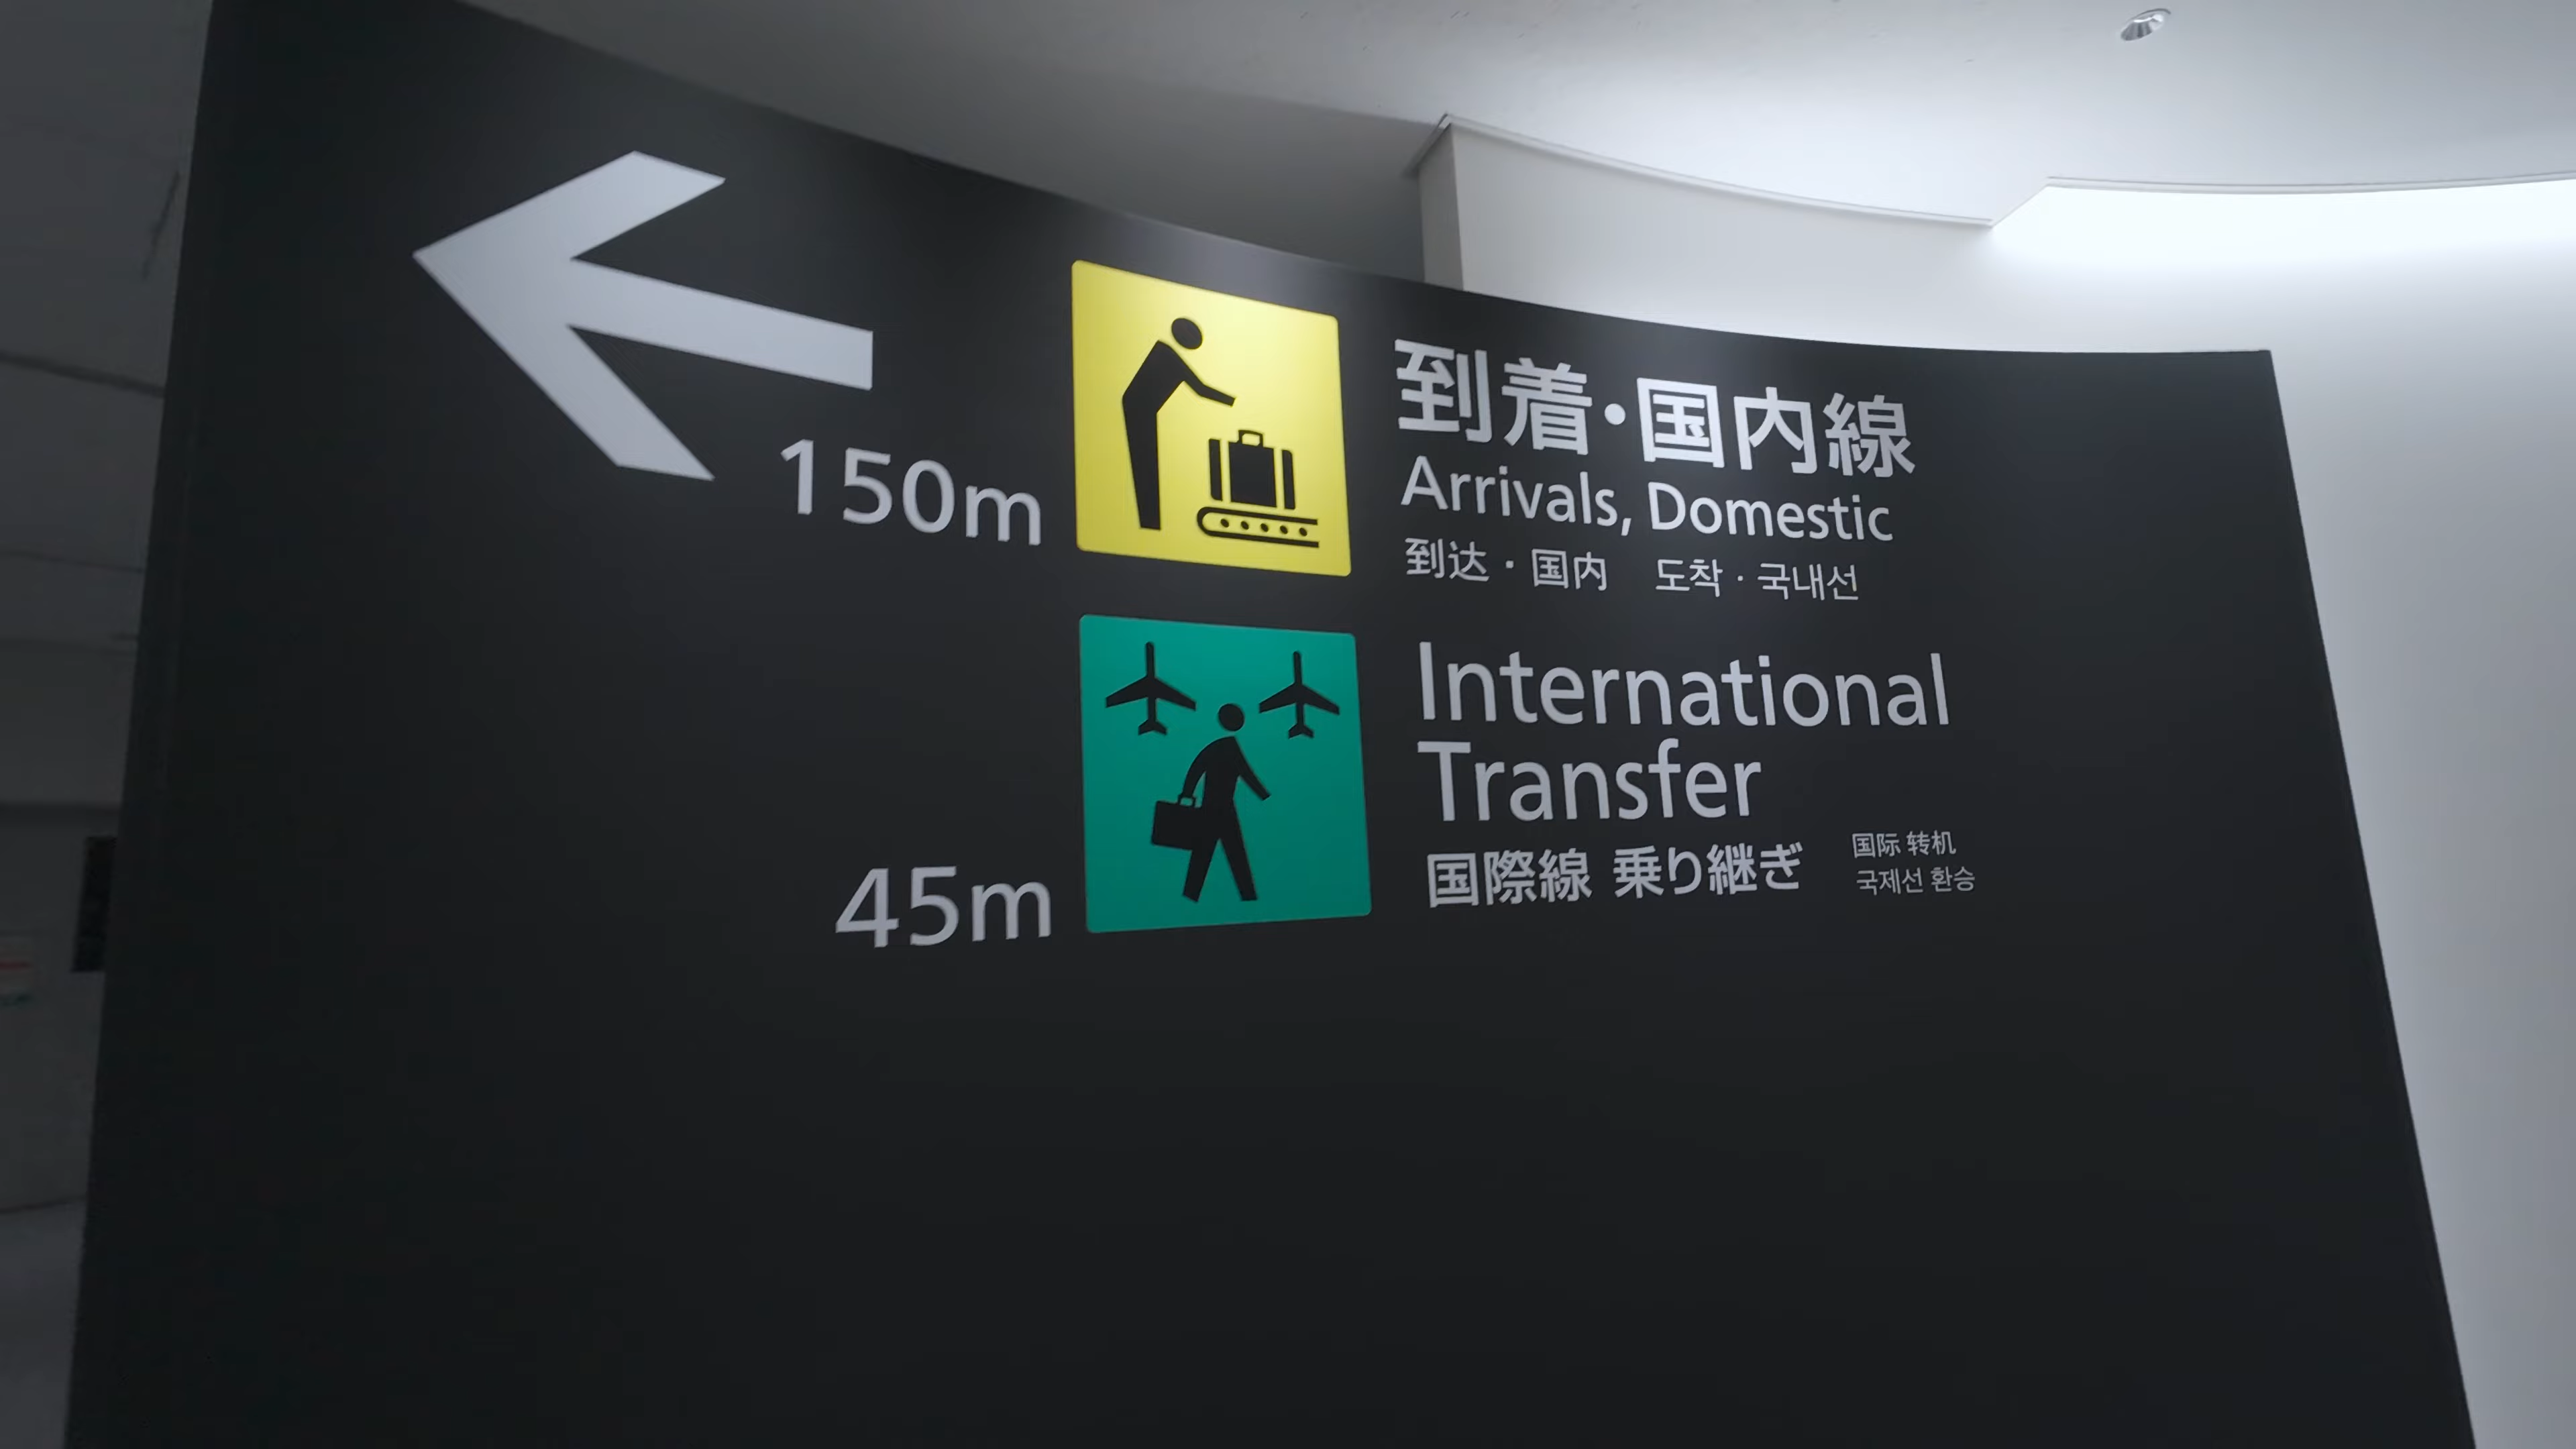 150m
到着・国内線
Arrivals, Domestic
到达・国内 도착・국내선
International
Transfer
45m
国際線 乗り継ぎ
国际 转机
국제선 환승